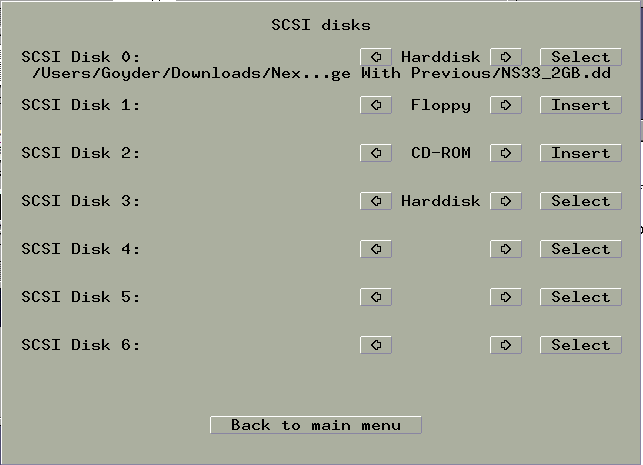 SCSI disks
SCSI Disk 0: Harddisk Select
/Users/Goyder/Downloads/Nex...ge With Previous/NS33_2GB.dd
SCSI Disk 1: Floppy Insert
SCSI Disk 2: CD-ROM Insert
SCSI Disk 3: Harddisk Select
SCSI Disk 4: Select
SCSI Disk 5: Select
SCSI Disk 6: Select
Back to main menu